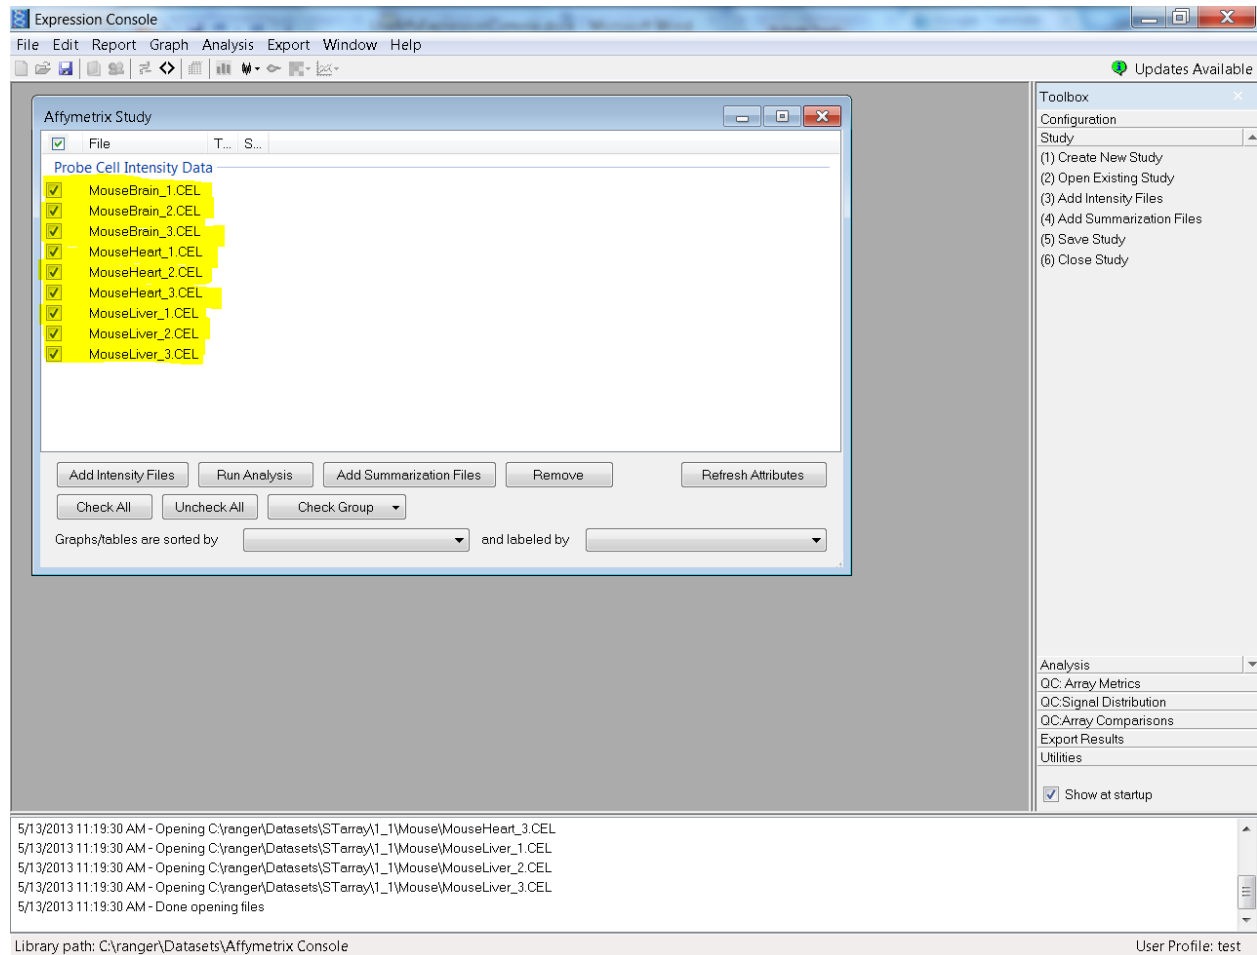 Expression Console
File Edit Report Graph Analysis Export Window Help
Updates Available
Affymetrix Study
File T... S...
Probe Cell Intensity Data
MouseBrain_1.CEL
MouseBrain_2.CEL
MouseBrain_3.CEL
MouseHeart_1.CEL
MouseHeart_2.CEL
MouseHeart_3.CEL
MouseLiver_1.CEL
MouseLiver_2.CEL
MouseLiver_3.CEL
Add Intensity Files Run Analysis Add Summarization Files Remove Refresh Attributes
Check All Uncheck All Check Group
Graphs/tables are sorted by and labeled by
Toolbox
Configuration
Study
(1) Create New Study
(2) Open Existing Study
(3) Add Intensity Files
(4) Add Summarization Files
(5) Save Study
(6) Close Study
Analysis
QC: Array Metrics
QC:Signal Distribution
QC:Array Comparisons
Export Results
Utilities
Show at startup
5/13/2013 11:19:30 AM - Opening C:\ranger\Datasets\STarray\1_1\Mouse\MouseHeart_3.CEL
5/13/2013 11:19:30 AM - Opening C:\ranger\Datasets\STarray\1_1\Mouse\MouseLiver_1.CEL
5/13/2013 11:19:30 AM - Opening C:\ranger\Datasets\STarray\1_1\Mouse\MouseLiver_2.CEL
5/13/2013 11:19:30 AM - Opening C:\ranger\Datasets\STarray\1_1\Mouse\MouseLiver_3.CEL
5/13/2013 11:19:30 AM - Done opening files
Library path: C:\ranger\Datasets\Affymetrix Console User Profile: test